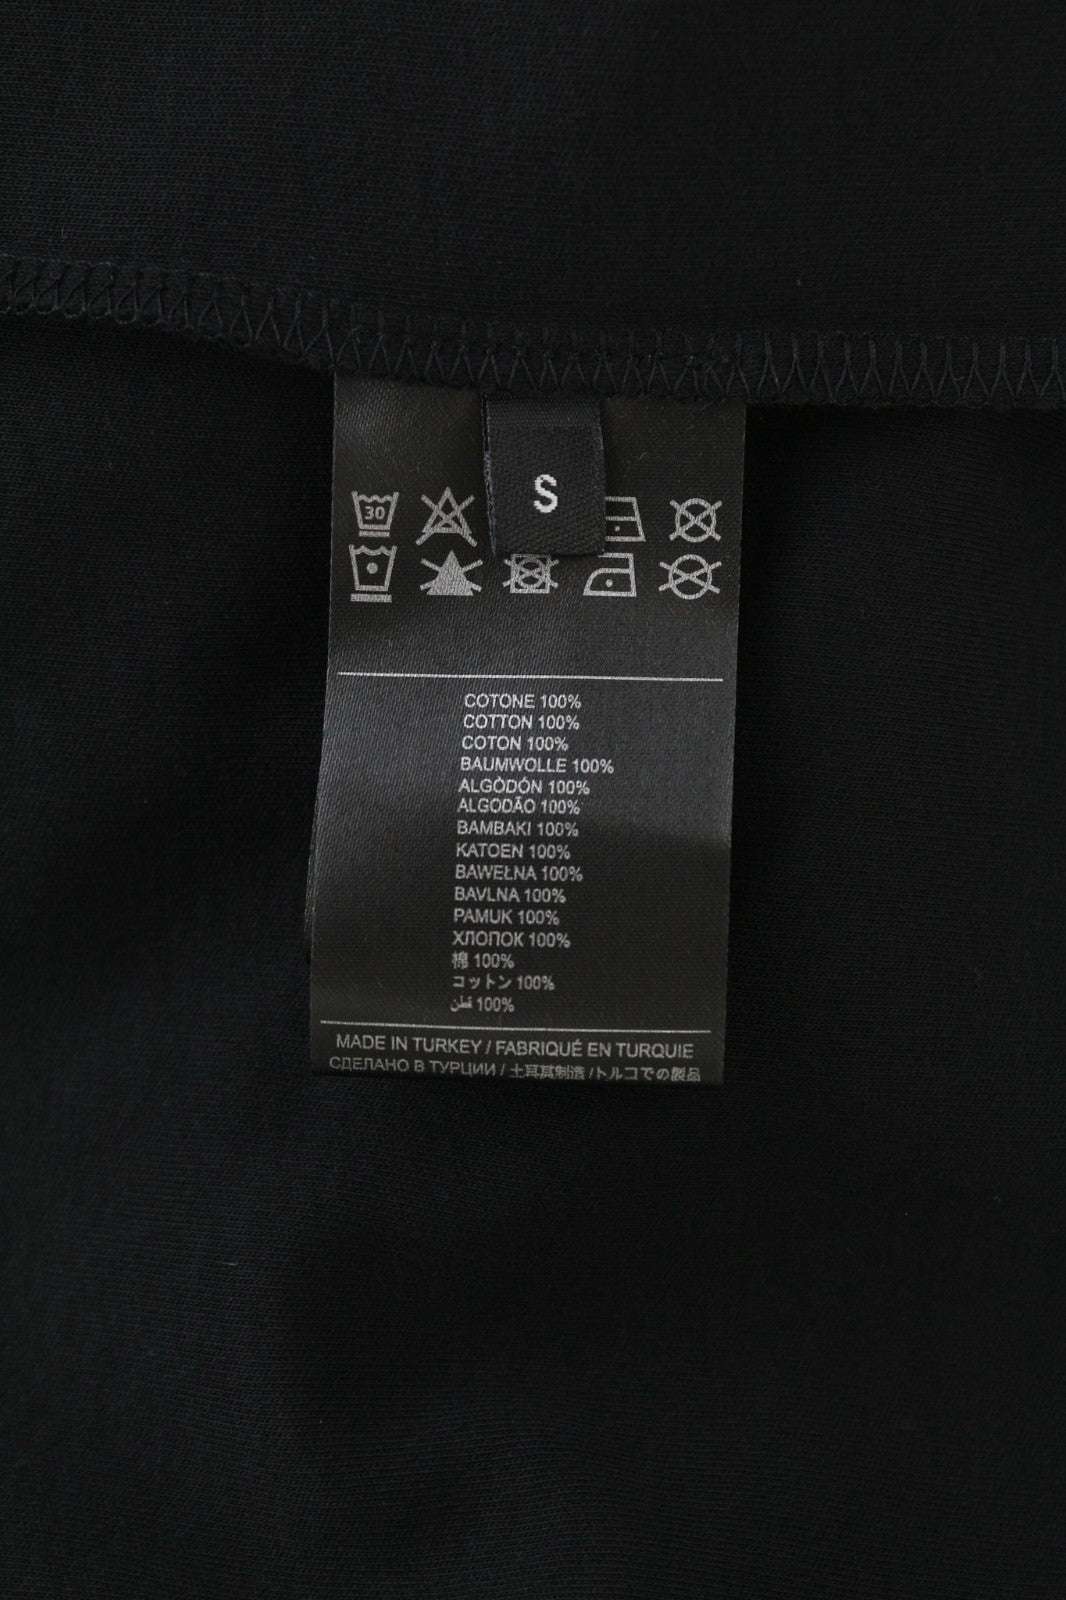 S
30
COTONE 100%
COTTON 100%
COTON 100%
BAUMWOLLE 100%
ALGÒDÓN 100%
ALGODÃO 100%
BAMBAKI 100%
KATOEN 100%
BAWEŁNA 100%
BAVLNA 100%
PAMUK 100%
ХЛОПОК 100%
棉 100%
コットン 100%
قطن 100%
MADE IN TURKEY / FABRIQUÉ EN TURQUIE
СДЕЛАНО В ТУРЦИИ / 土耳其制造 /トルコでの製品